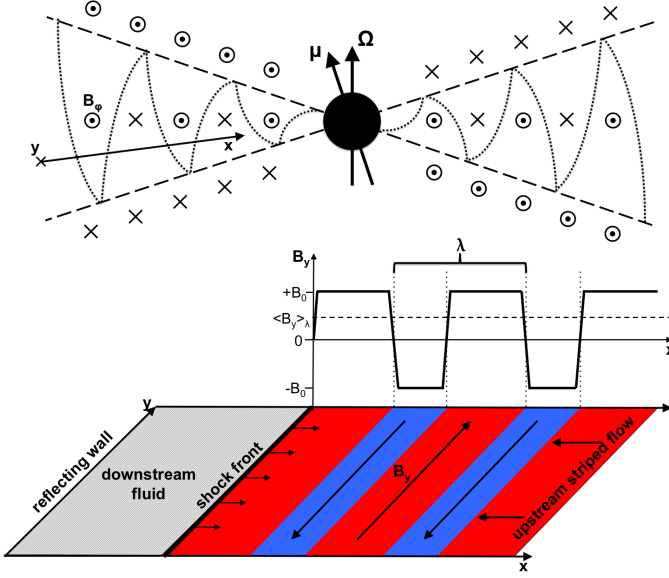 μ
Ω
B_φ
y
x
λ
B_y
+B_0
<B_y>_λ
0
-B_0
x
y
reflecting wall
downstream
fluid
shock front
B_y
upstream striped flow
x